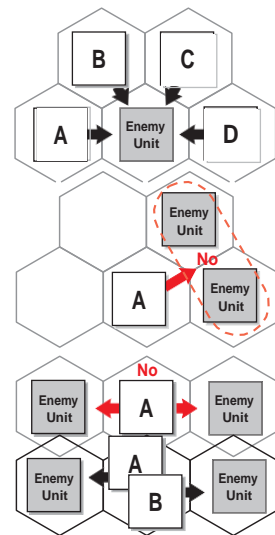 B C
A Enemy Unit D
Enemy
Unit
No
A Enemy
Unit
No
Enemy
Unit A Enemy
Unit
A
Enemy
Unit B Enemy
Unit